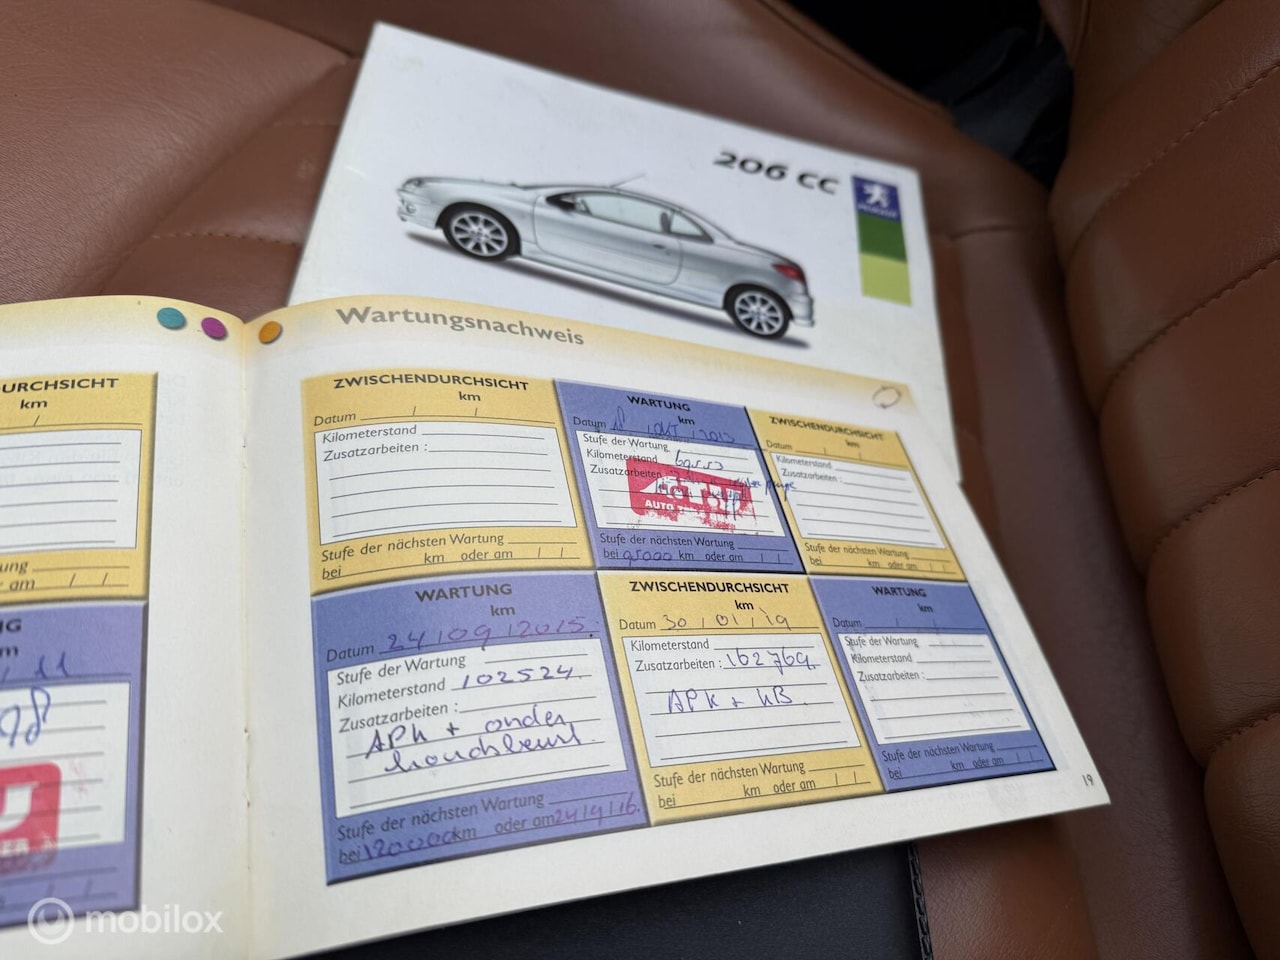 206 CC
PEUGEOT
Wartungsnachweis
URCHSICHT
km
ZWISCHENDURCHSICHT
km
Datum / /
Kilometerstand
Zusatzarbeiten :
Stufe der nächsten Wartung
bei km oder am / /
WARTUNG
km
Datum
Stufe der Wartung
Kilometerstand
Zusatzarbeiten
AUTO
Stufe der nächsten Wartung
bei 95000 km oder am / /
ZWISCHENDURCHSICHT
km
Datum / /
Kilometerstand
Zusatzarbeiten :
Stufe der nächsten Wartung
bei km oder am / /
WARTUNG
km
Datum 24/09/2015
Stufe der Wartung
Kilometerstand 102524
Zusatzarbeiten :
APK +
Stufe der nächsten Wartung
bei 120000 km oder am 24/9/16
ZWISCHENDURCHSICHT
km
Datum 30/01/19
Kilometerstand
Zusatzarbeiten : 162769
APK +
Stufe der nächsten Wartung
bei km oder am / /
WARTUNG
km
Datum / /
Stufe der Wartung
Kilometerstand
Zusatzarbeiten :
Stufe der nächsten Wartung
bei km oder am / /
19
mobilox